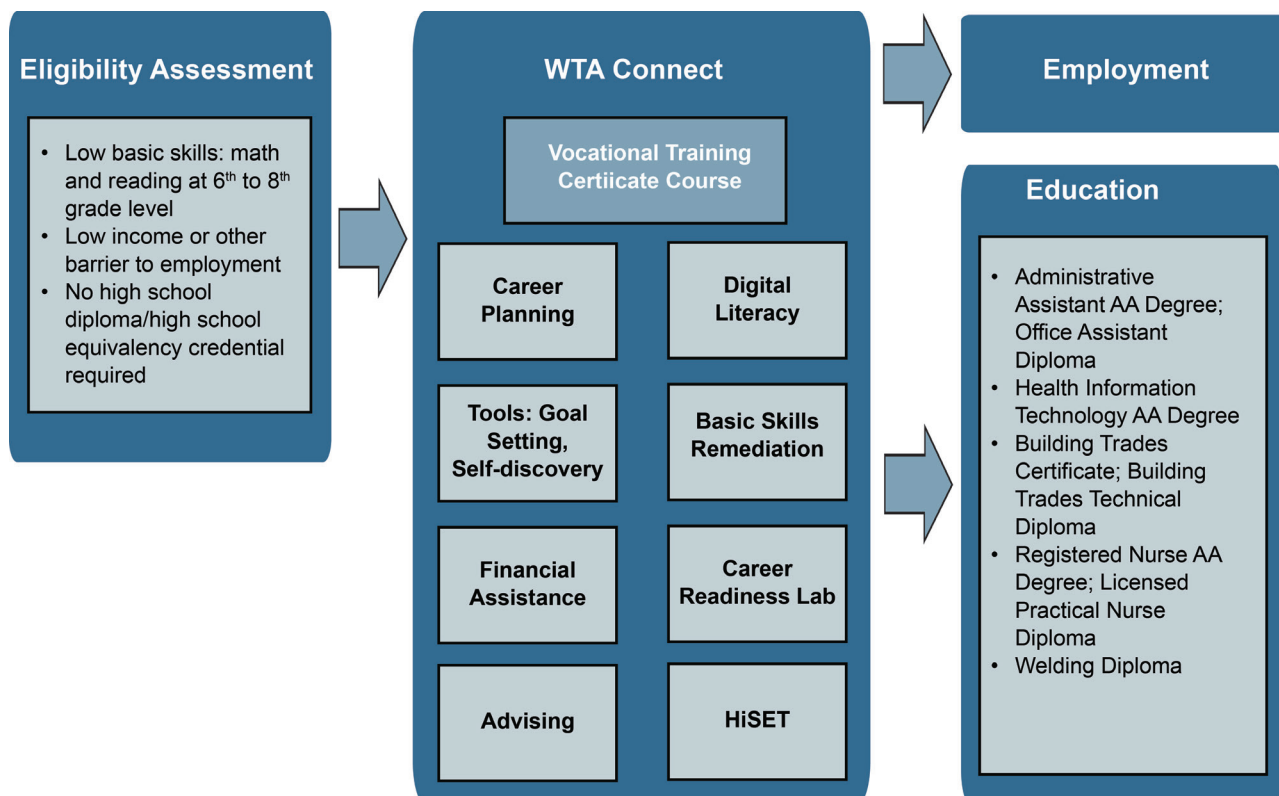 Eligibility Assessment
• Low basic skills: math
and reading at 6th to 8th
grade level
• Low income or other
barrier to employment
• No high school
diploma/high school
equivalency credential
required
WTA Connect
Vocational Training
Certiicate Course
Career
Planning
Digital
Literacy
Tools: Goal
Setting,
Self-discovery
Basic Skills
Remediation
Financial
Assistance
Career
Readiness Lab
Advising
HiSET
Employment
Education
• Administrative
Assistant AA Degree;
Office Assistant
Diploma
• Health Information
Technology AA Degree
• Building Trades
Certificate; Building
Trades Technical
Diploma
• Registered Nurse AA
Degree; Licensed
Practical Nurse
Diploma
• Welding Diploma